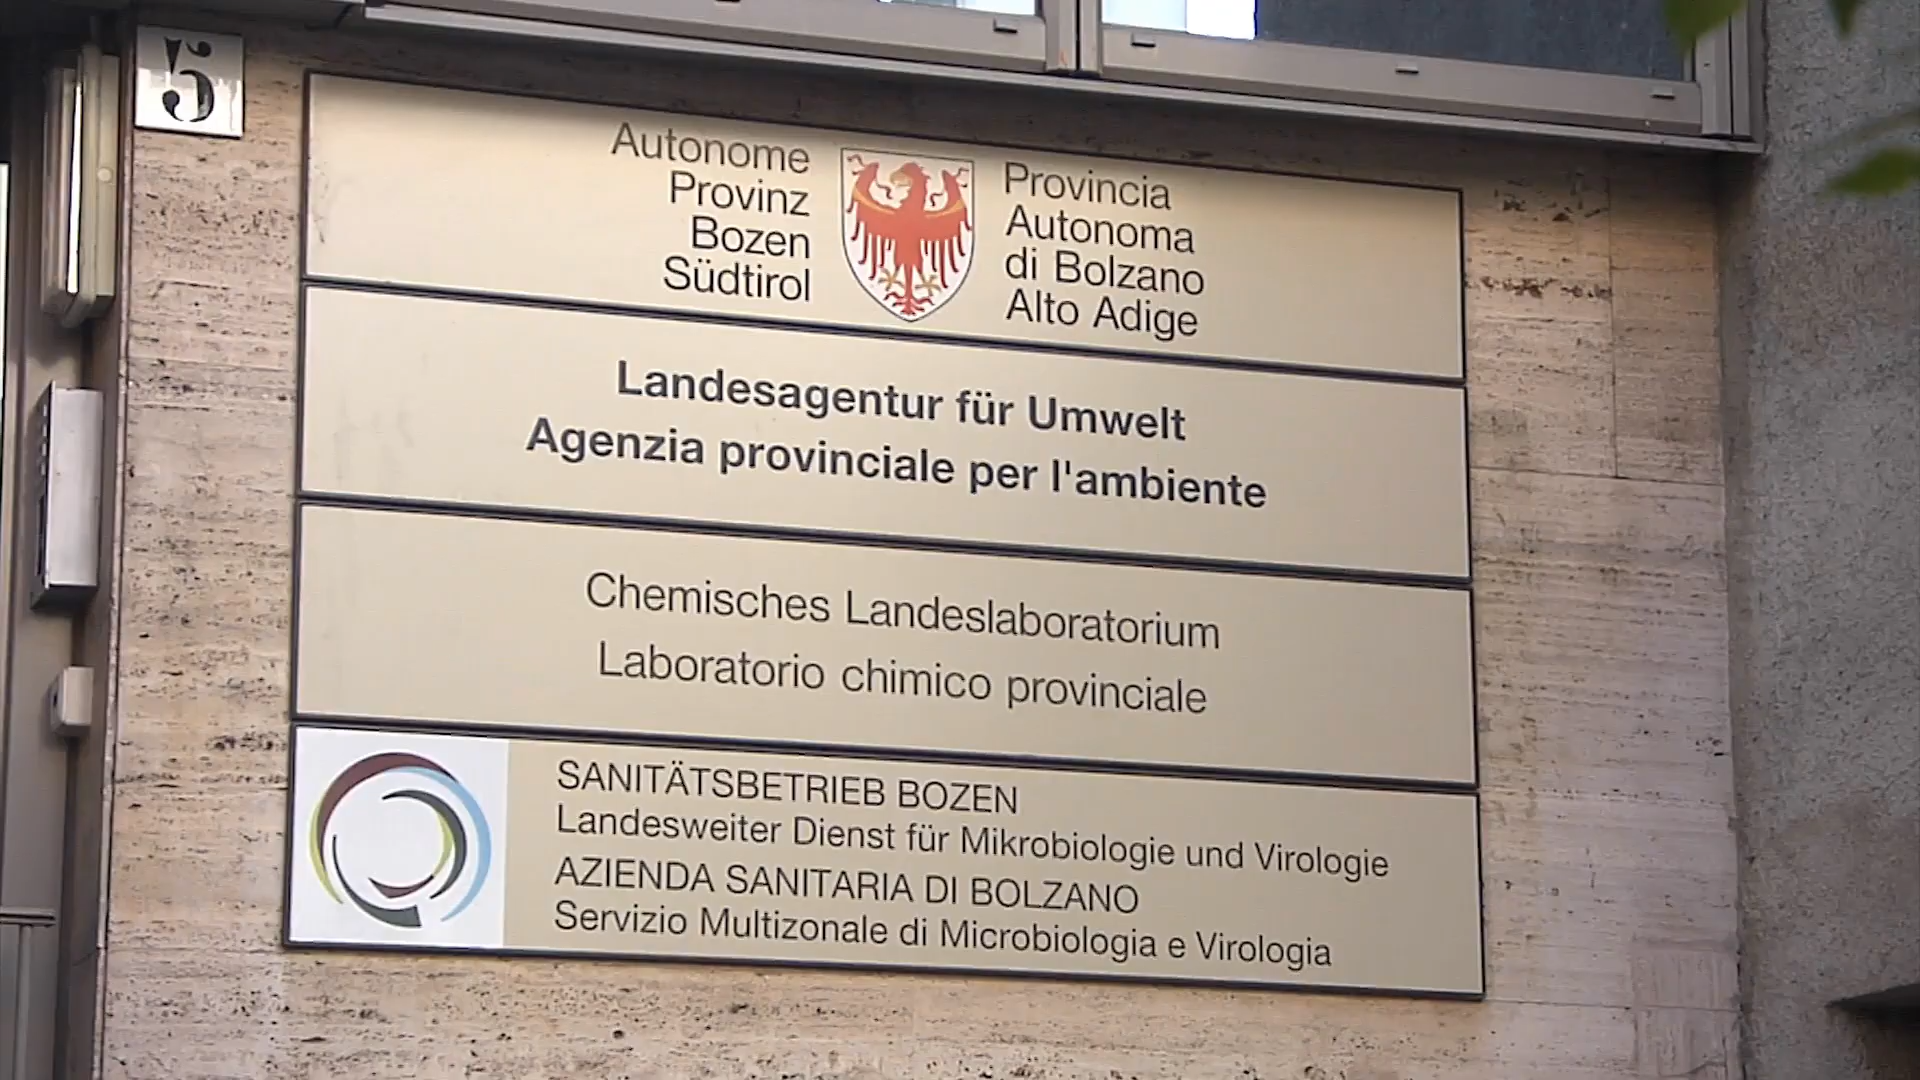 5
Autonome
Provinz
Bozen
Südtirol
Provincia
Autonoma
di Bolzano
Alto Adige
Landesagentur für Umwelt
Agenzia provinciale per l'ambiente
Chemisches Landeslaboratorium
Laboratorio chimico provinciale
SANITÄTSBETRIEB BOZEN
Landesweiter Dienst für Mikrobiologie und Virologie
AZIENDA SANITARIA DI BOLZANO
Servizio Multizonale di Microbiologia e Virologia